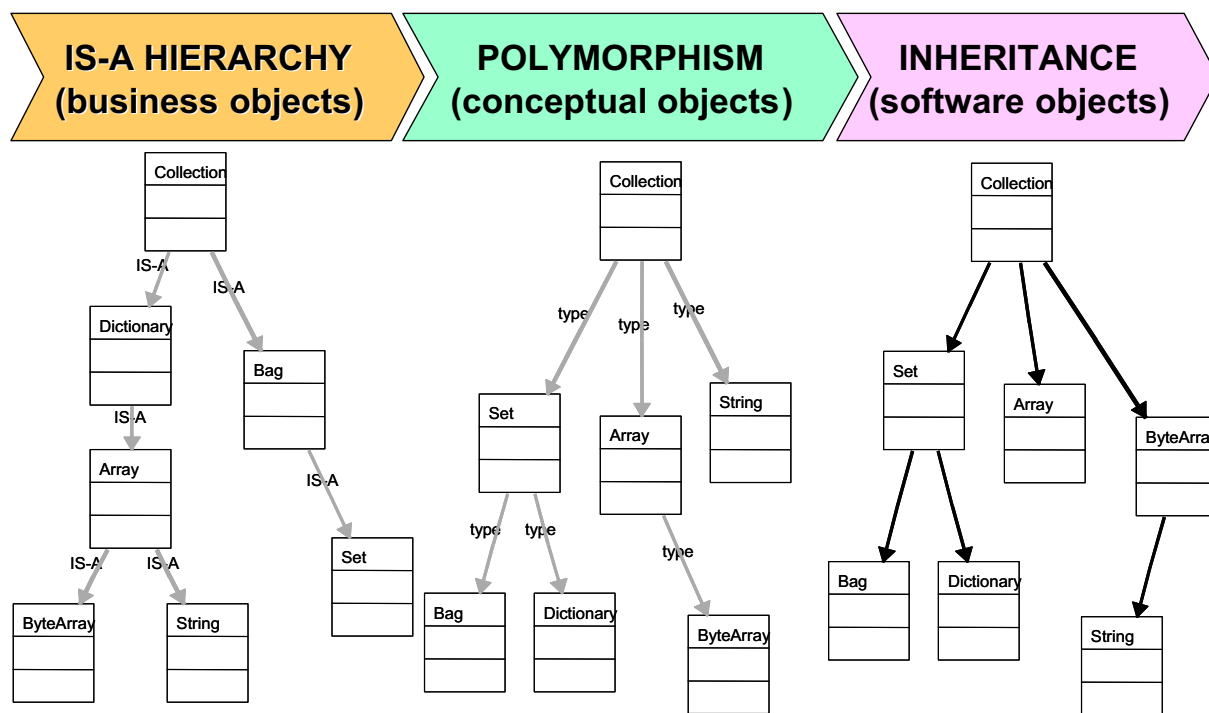 IS-A HIERARCHY
(business objects)
POLYMORPHISM
(conceptual objects)
INHERITANCE
(software objects)
Collection
IS-A
IS-A
Dictionary
Bag
IS-A
Array
IS-A
Set
IS-A
IS-A
ByteArray
String
Collection
type
type
type
Set
Array
String
type
type
type
Bag
Dictionary
ByteArray
Collection
Set
Array
ByteArra
Bag
Dictionary
String